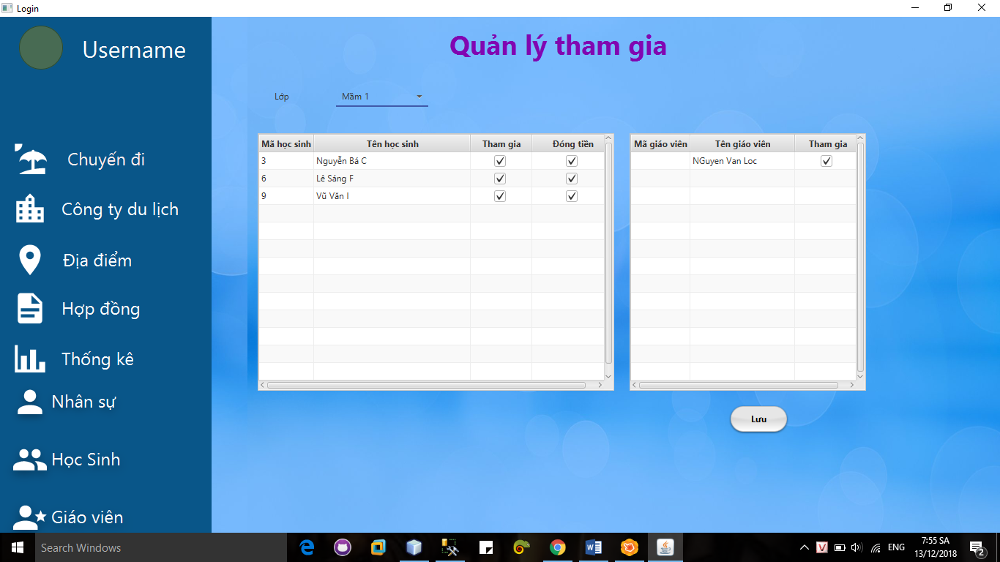 Login
Username
Chuyến đi
Công ty du lịch
Địa điểm
Hợp đồng
Thống kê
Nhân sự
Học Sinh
Giáo viên
Quản lý tham gia
Lớp Mầm 1
Mã học sinh Tên học sinh Tham gia Đóng tiền
3 Nguyễn Bá C
6 Lê Sáng F
9 Vũ Văn I
Mã giáo viên Tên giáo viên Tham gia
NGuyen Van Loc
Lưu
Search Windows
ENG
7:55 SA
13/12/2018
2